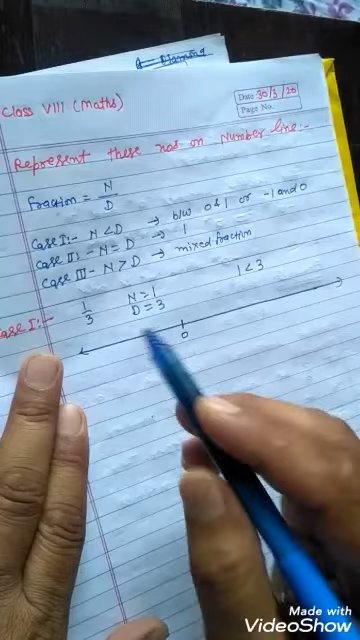 Class VIII (Maths)
Date 30/3/20
Page No.
Represent these nos on Number line:-
Fraction = N/D
Case I:- N<D → b/w 0 & 1 or -1 and 0
Case II:- N=D → 1
Case III- N>D → mixed fraction
Case I:- 1/3 N=1 1<3
D=3
0
Made with
VideoShow